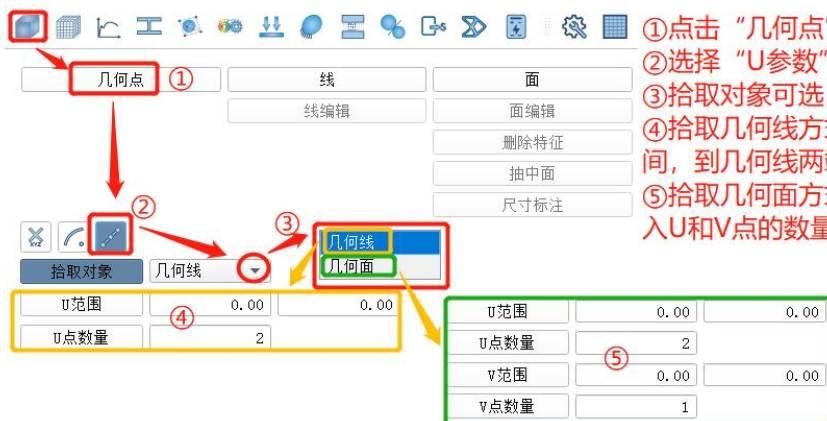 ①点击“几何点”
②选择“U参数”
③拾取对象可选
④拾取几何线方
间，到几何线两
⑤拾取几何面方
入U和V点的数量
几何点 ① 线 面
线编辑 面编辑
删除特征
抽中面
尺寸标注
②
③
XYZ
几何线
几何面
拾取对象 几何线
U范围 0.00 0.00
④
U点数量 2
U范围 0.00 0.00
U点数量 2
⑤
V范围 0.00 0.00
V点数量 1